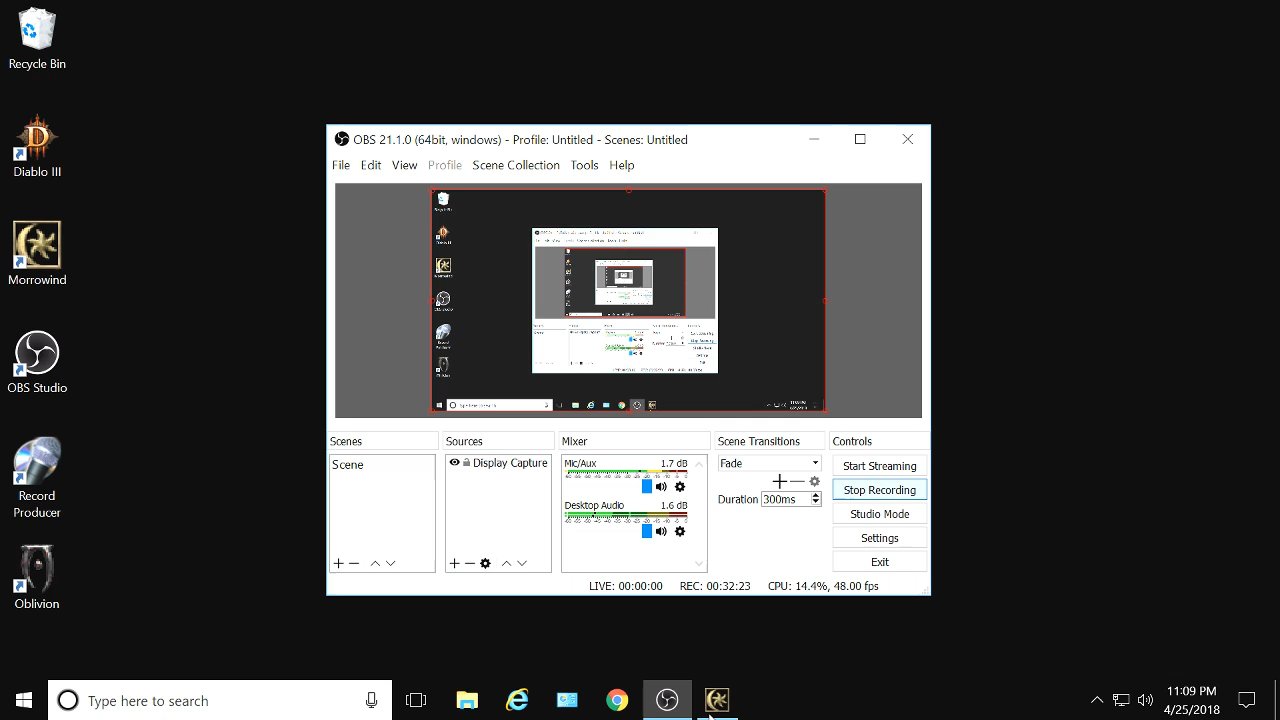 Recycle Bin
Diablo III
Morrowind
OBS Studio
Record
Producer
Oblivion
OBS 21.1.0 (64bit, windows) - Profile: Untitled - Scenes: Untitled
File Edit View Profile Scene Collection Tools Help
Scenes
Scene
Sources
Display Capture
Mixer
Mic/Aux 1.7 dB
Desktop Audio 1.6 dB
Scene Transitions
Fade
Duration 300ms
Controls
Start Streaming
Stop Recording
Studio Mode
Settings
Exit
LIVE: 00:00:00 REC: 00:32:23 CPU: 14.4%, 48.00 fps
Type here to search
11:09 PM
4/25/2018